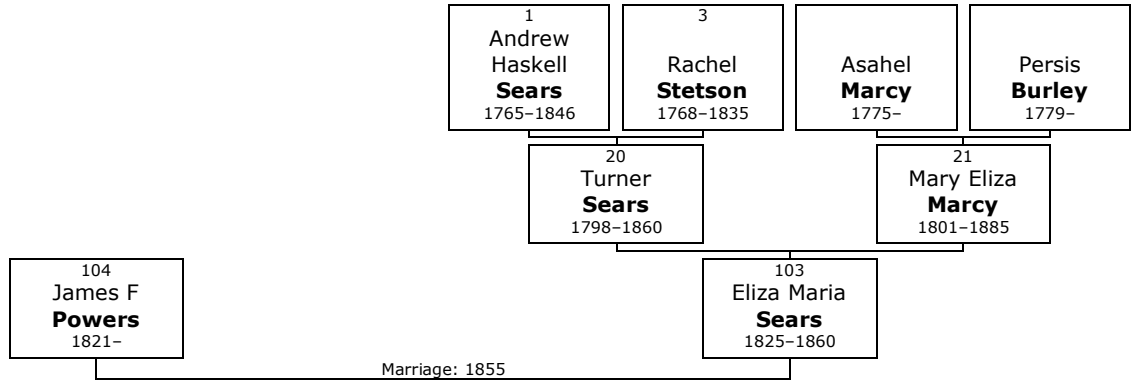 1
Andrew
Haskell
Sears
1765–1846
3
Rachel
Stetson
1768–1835
Asahel
Marcy
1775–
Persis
Burley
1779–
20
Turner
Sears
1798–1860
21
Mary Eliza
Marcy
1801–1885
104
James F
Powers
1821–
103
Eliza Maria
Sears
1825–1860
Marriage: 1855